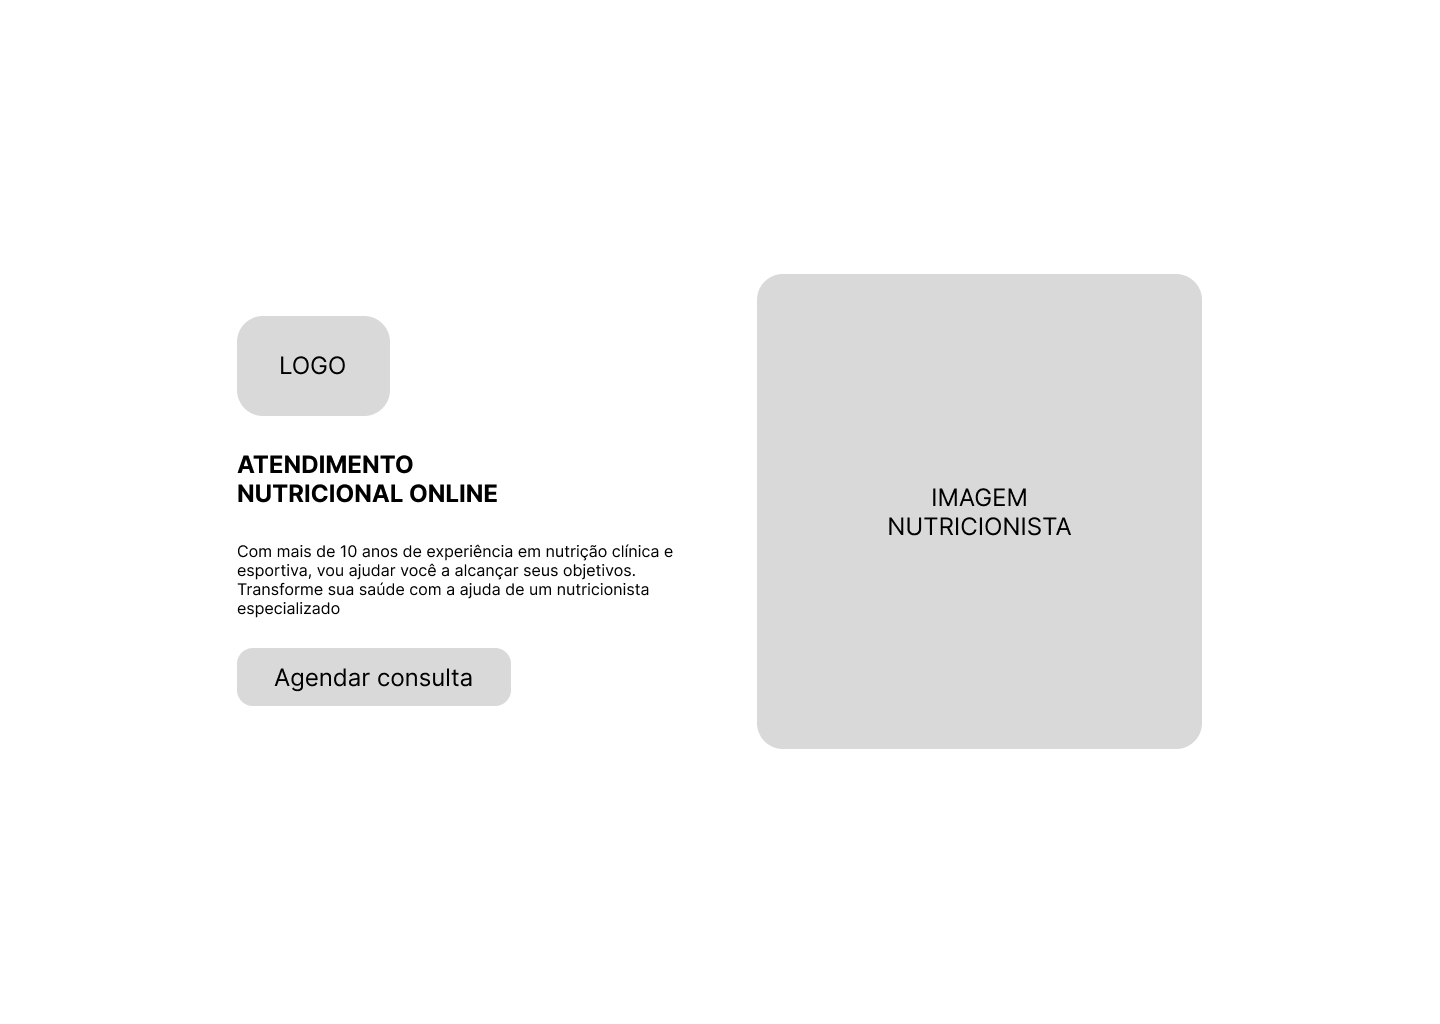 LOGO
ATENDIMENTO
NUTRICIONAL ONLINE
Com mais de 10 anos de experiência em nutrição clínica e
esportiva, vou ajudar você a alcançar seus objetivos.
Transforme sua saúde com a ajuda de um nutricionista
especializado
Agendar consulta
IMAGEM
NUTRICIONISTA